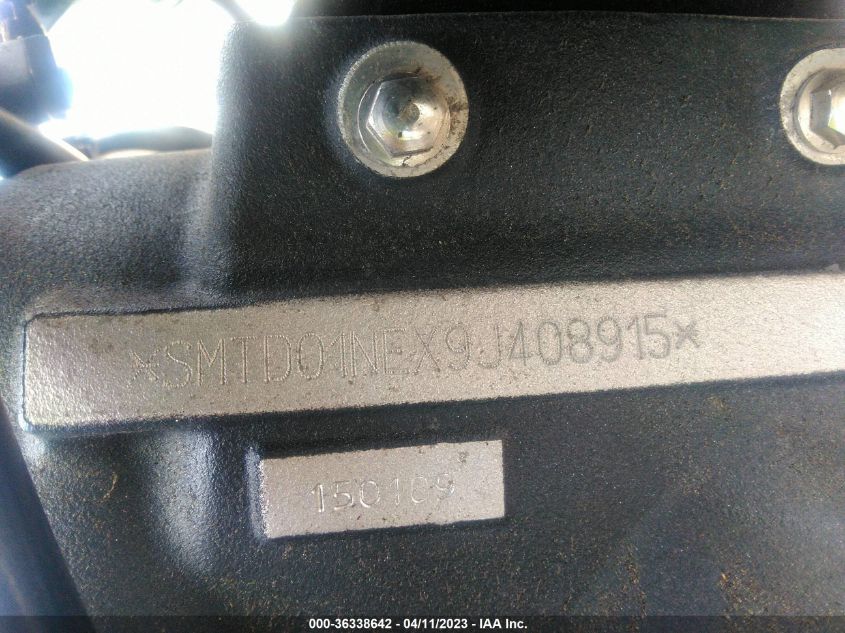 *SMTD01NEX9J408915*
150109
000-36338642 - 04/11/2023 - IAA Inc.